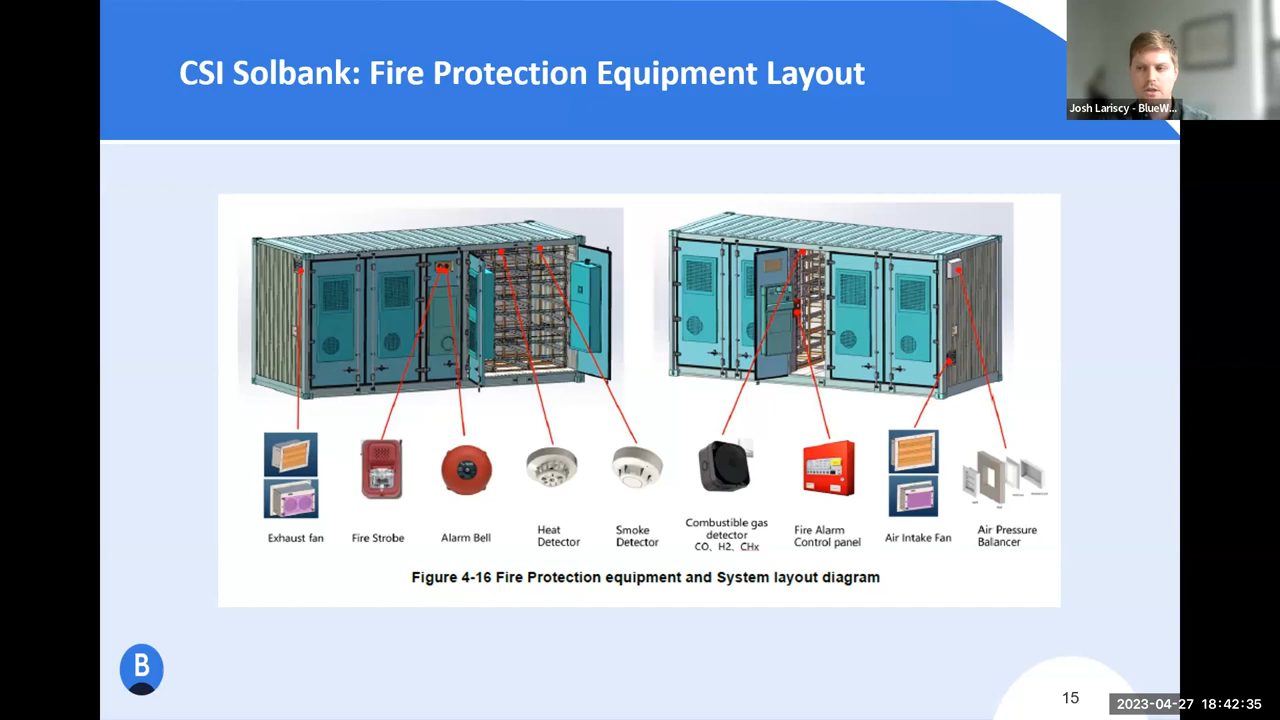 CSI Solbank: Fire Protection Equipment Layout
Josh Lariscy - BlueW...
Exhaust fan
Fire Strobe
Alarm Bell
Heat
Detector
Smoke
Detector
Combustible gas
detector
CO、H2、CHx
Fire Alarm
Control panel
Air Intake Fan
Air Pressure
Balancer
Figure 4-16 Fire Protection equipment and System layout diagram
B
15
2023-04-27 18:42:35